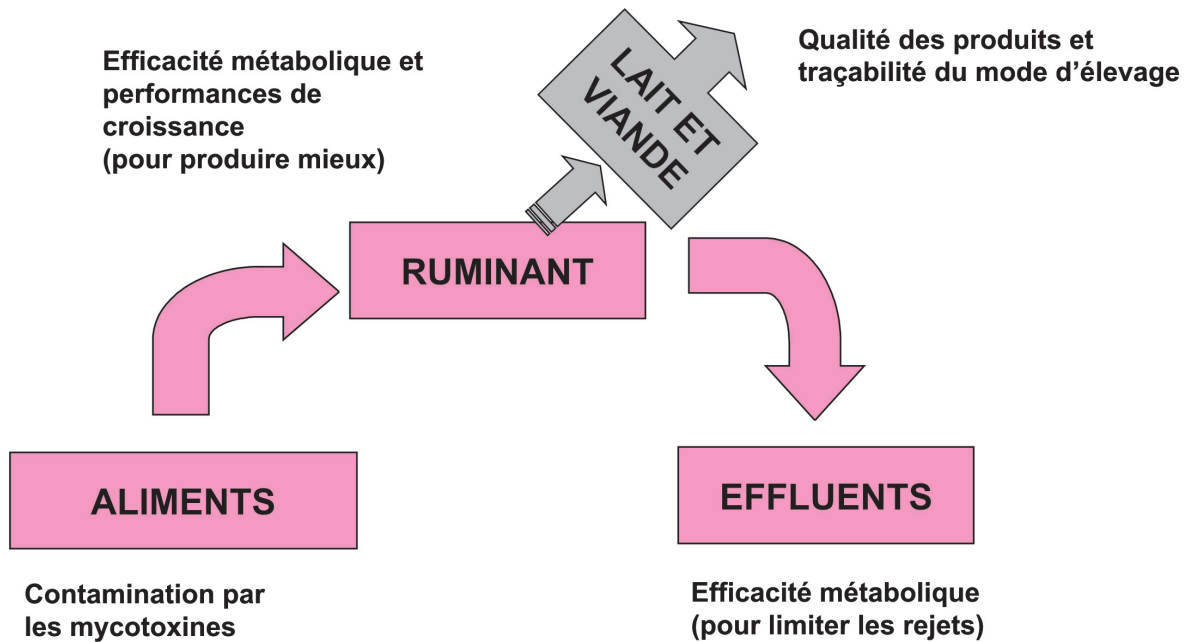 Efficacité métabolique et
performances de
croissance
(pour produire mieux)
LAIT ET
VIANDE
Qualité des produits et
traçabilité du mode d’élevage
RUMINANT
ALIMENTS
EFFLUENTS
Contamination par
les mycotoxines
Efficacité métabolique
(pour limiter les rejets)